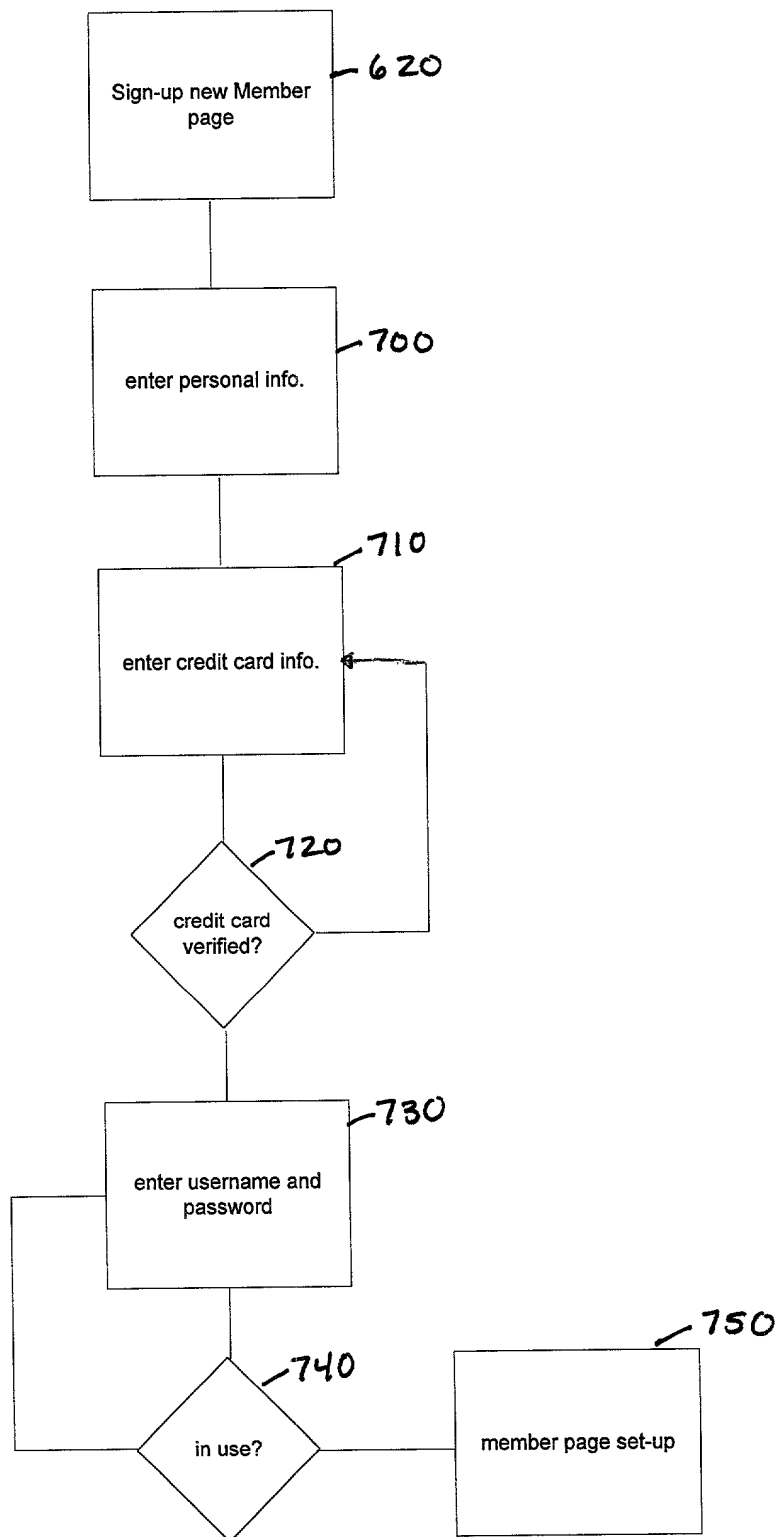 620
Sign-up new Member
page
700
enter personal info.
710
enter credit card info.
720
credit card
verified?
730
enter username and
password
740
in use?
750
member page set-up